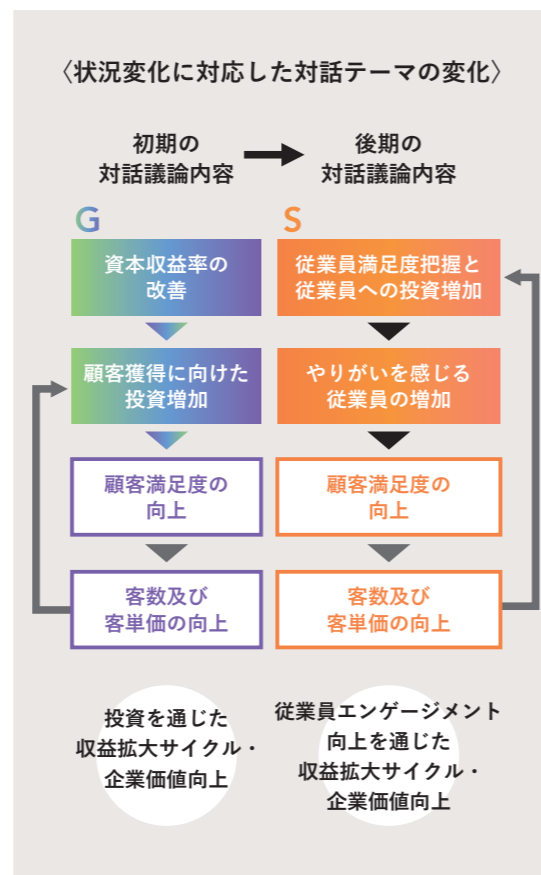 〈状況変化に対応した対話テーマの変化〉
初期の
対話議論内容
後期の
対話議論内容
G
資本収益率の
改善
顧客獲得に向けた
投資増加
顧客満足度の
向上
客数及び
客単価の向上
投資を通じた
収益拡大サイクル・
企業価値向上
S
従業員満足度把握と
従業員への投資増加
やりがいを感じる
従業員の増加
顧客満足度の
向上
客数及び
客単価の向上
従業員エンゲージメント
向上を通じた
収益拡大サイクル・
企業価値向上